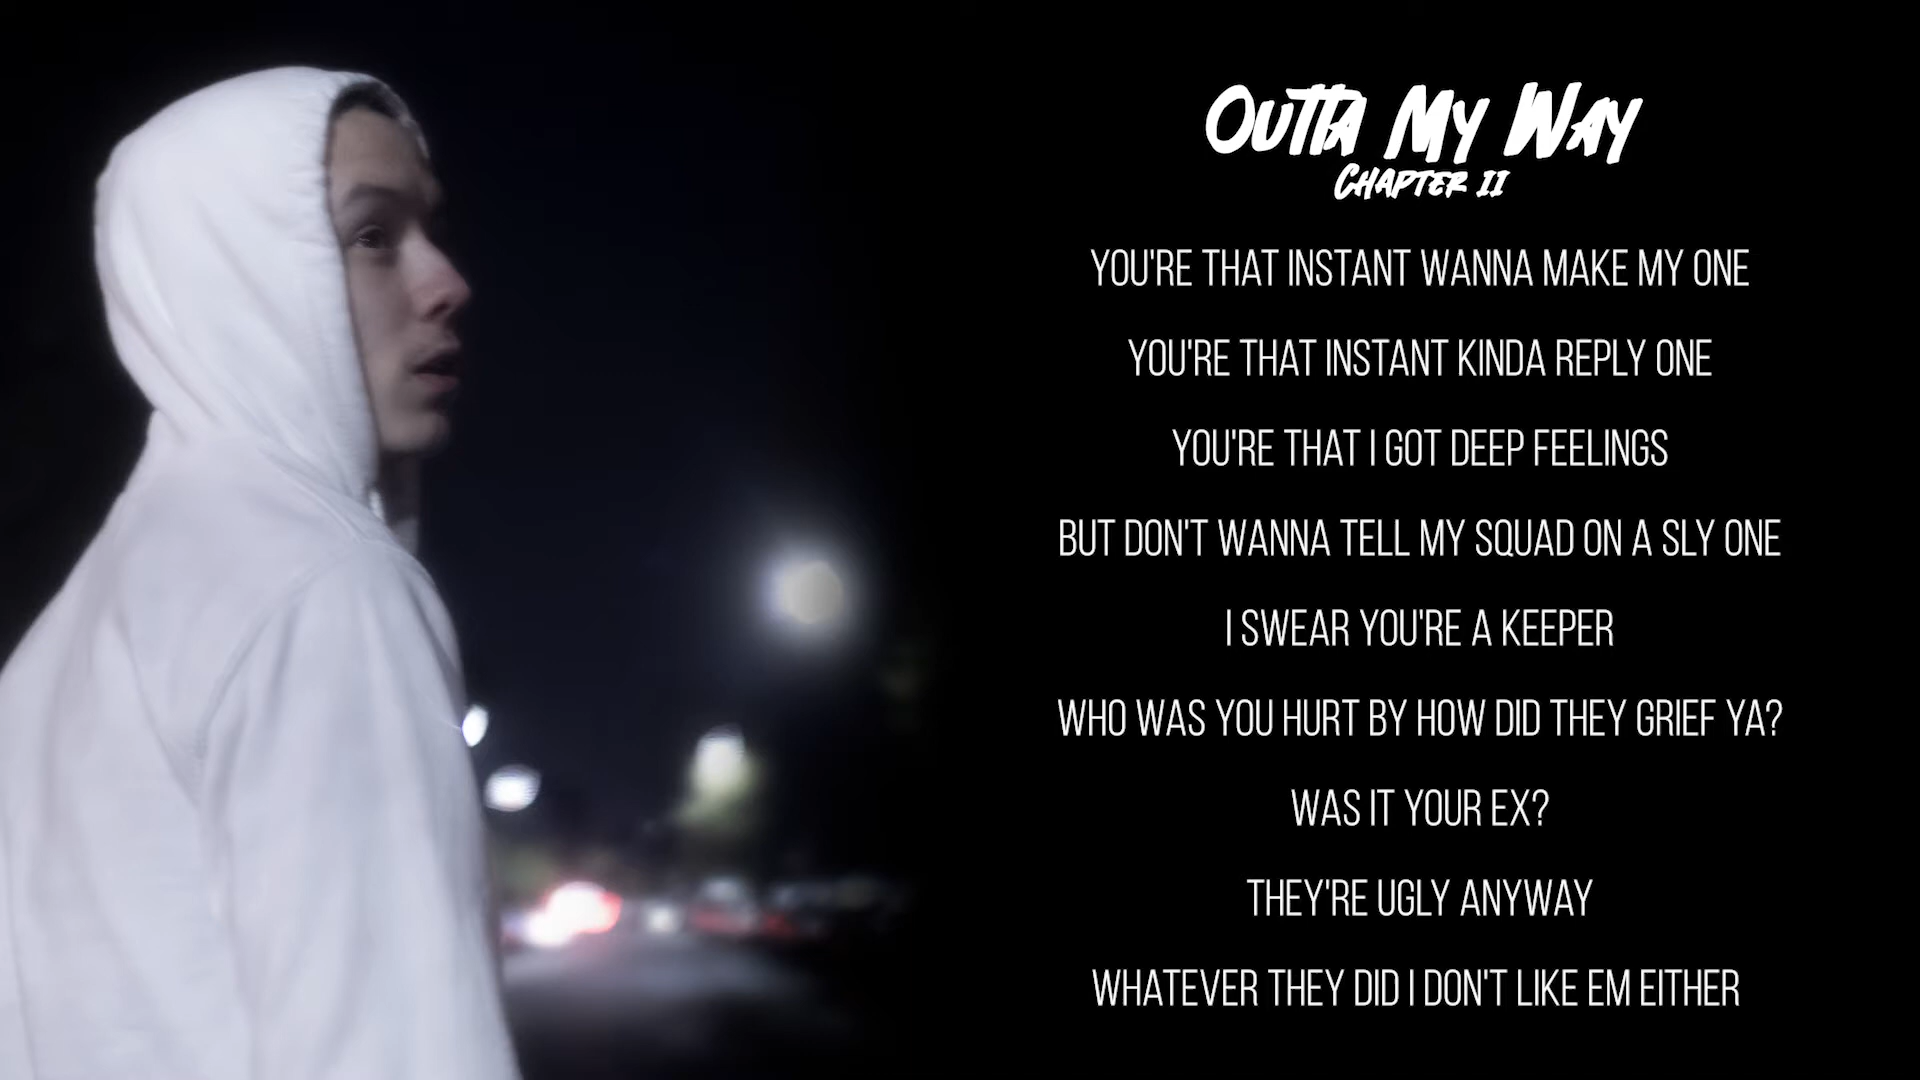 Outta My Way
Chapter II
YOU'RE THAT INSTANT WANNA MAKE MY ONE
YOU'RE THAT INSTANT KINDA REPLY ONE
YOU'RE THAT I GOT DEEP FEELINGS
BUT DON'T WANNA TELL MY SQUAD ON A SLY ONE
I SWEAR YOU'RE A KEEPER
WHO WAS YOU HURT BY HOW DID THEY GRIEF YA?
WAS IT YOUR EX?
THEY'RE UGLY ANYWAY
WHATEVER THEY DID I DON'T LIKE EM EITHER